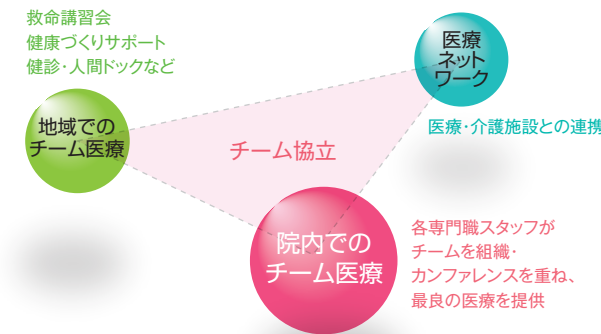 救命講習会
健康づくりサポート
健診・人間ドックなど
医療
ネット
ワーク
地域での
チーム医療
医療・介護施設との連携
チーム協立
院内での
チーム医療
各専門職スタッフが
チームを組織・
カンファレンスを重ね、
最良の医療を提供